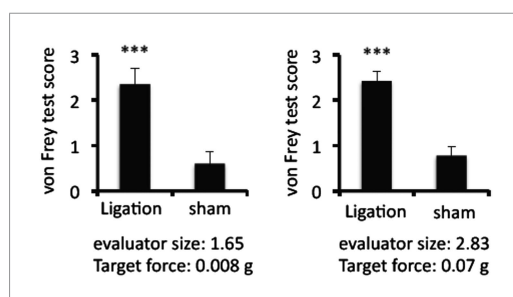 von Frey test score
3
2
1
0
***
Ligation
sham
evaluator size: 1.65
Target force: 0.008 g
von Frey test score
3
2
1
0
***
Ligation
sham
evaluator size: 2.83
Target force: 0.07 g